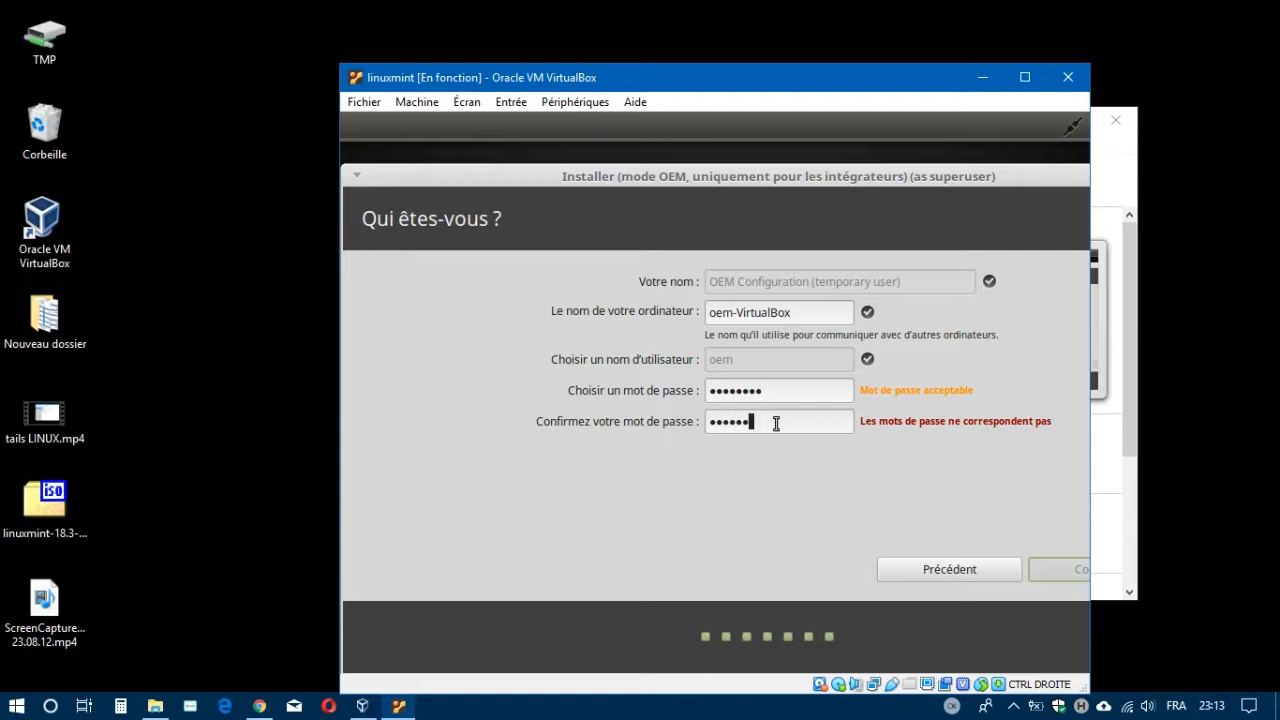 TMP
Corbeille
Oracle VM
VirtualBox
Nouveau dossier
tails LINUX.mp4
iso
linuxmint-18.3-...
ScreenCapture...
23.08.12.mp4
linuxmint [En fonction] - Oracle VM VirtualBox
Fichier Machine Écran Entrée Périphériques Aide
Installer (mode OEM, uniquement pour les intégrateurs) (as superuser)
Qui êtes-vous ?
Votre nom : OEM Configuration (temporary user)
Le nom de votre ordinateur : oem-VirtualBox
Le nom qu'il utilise pour communiquer avec d'autres ordinateurs.
Choisir un nom d'utilisateur : oem
Choisir un mot de passe : ●●●●●●●● Mot de passe acceptable
Confirmez votre mot de passe : ●●●●●● Les mots de passe ne correspondent pas
Précédent Co
CTRL DROITE
OK FRA 23:13